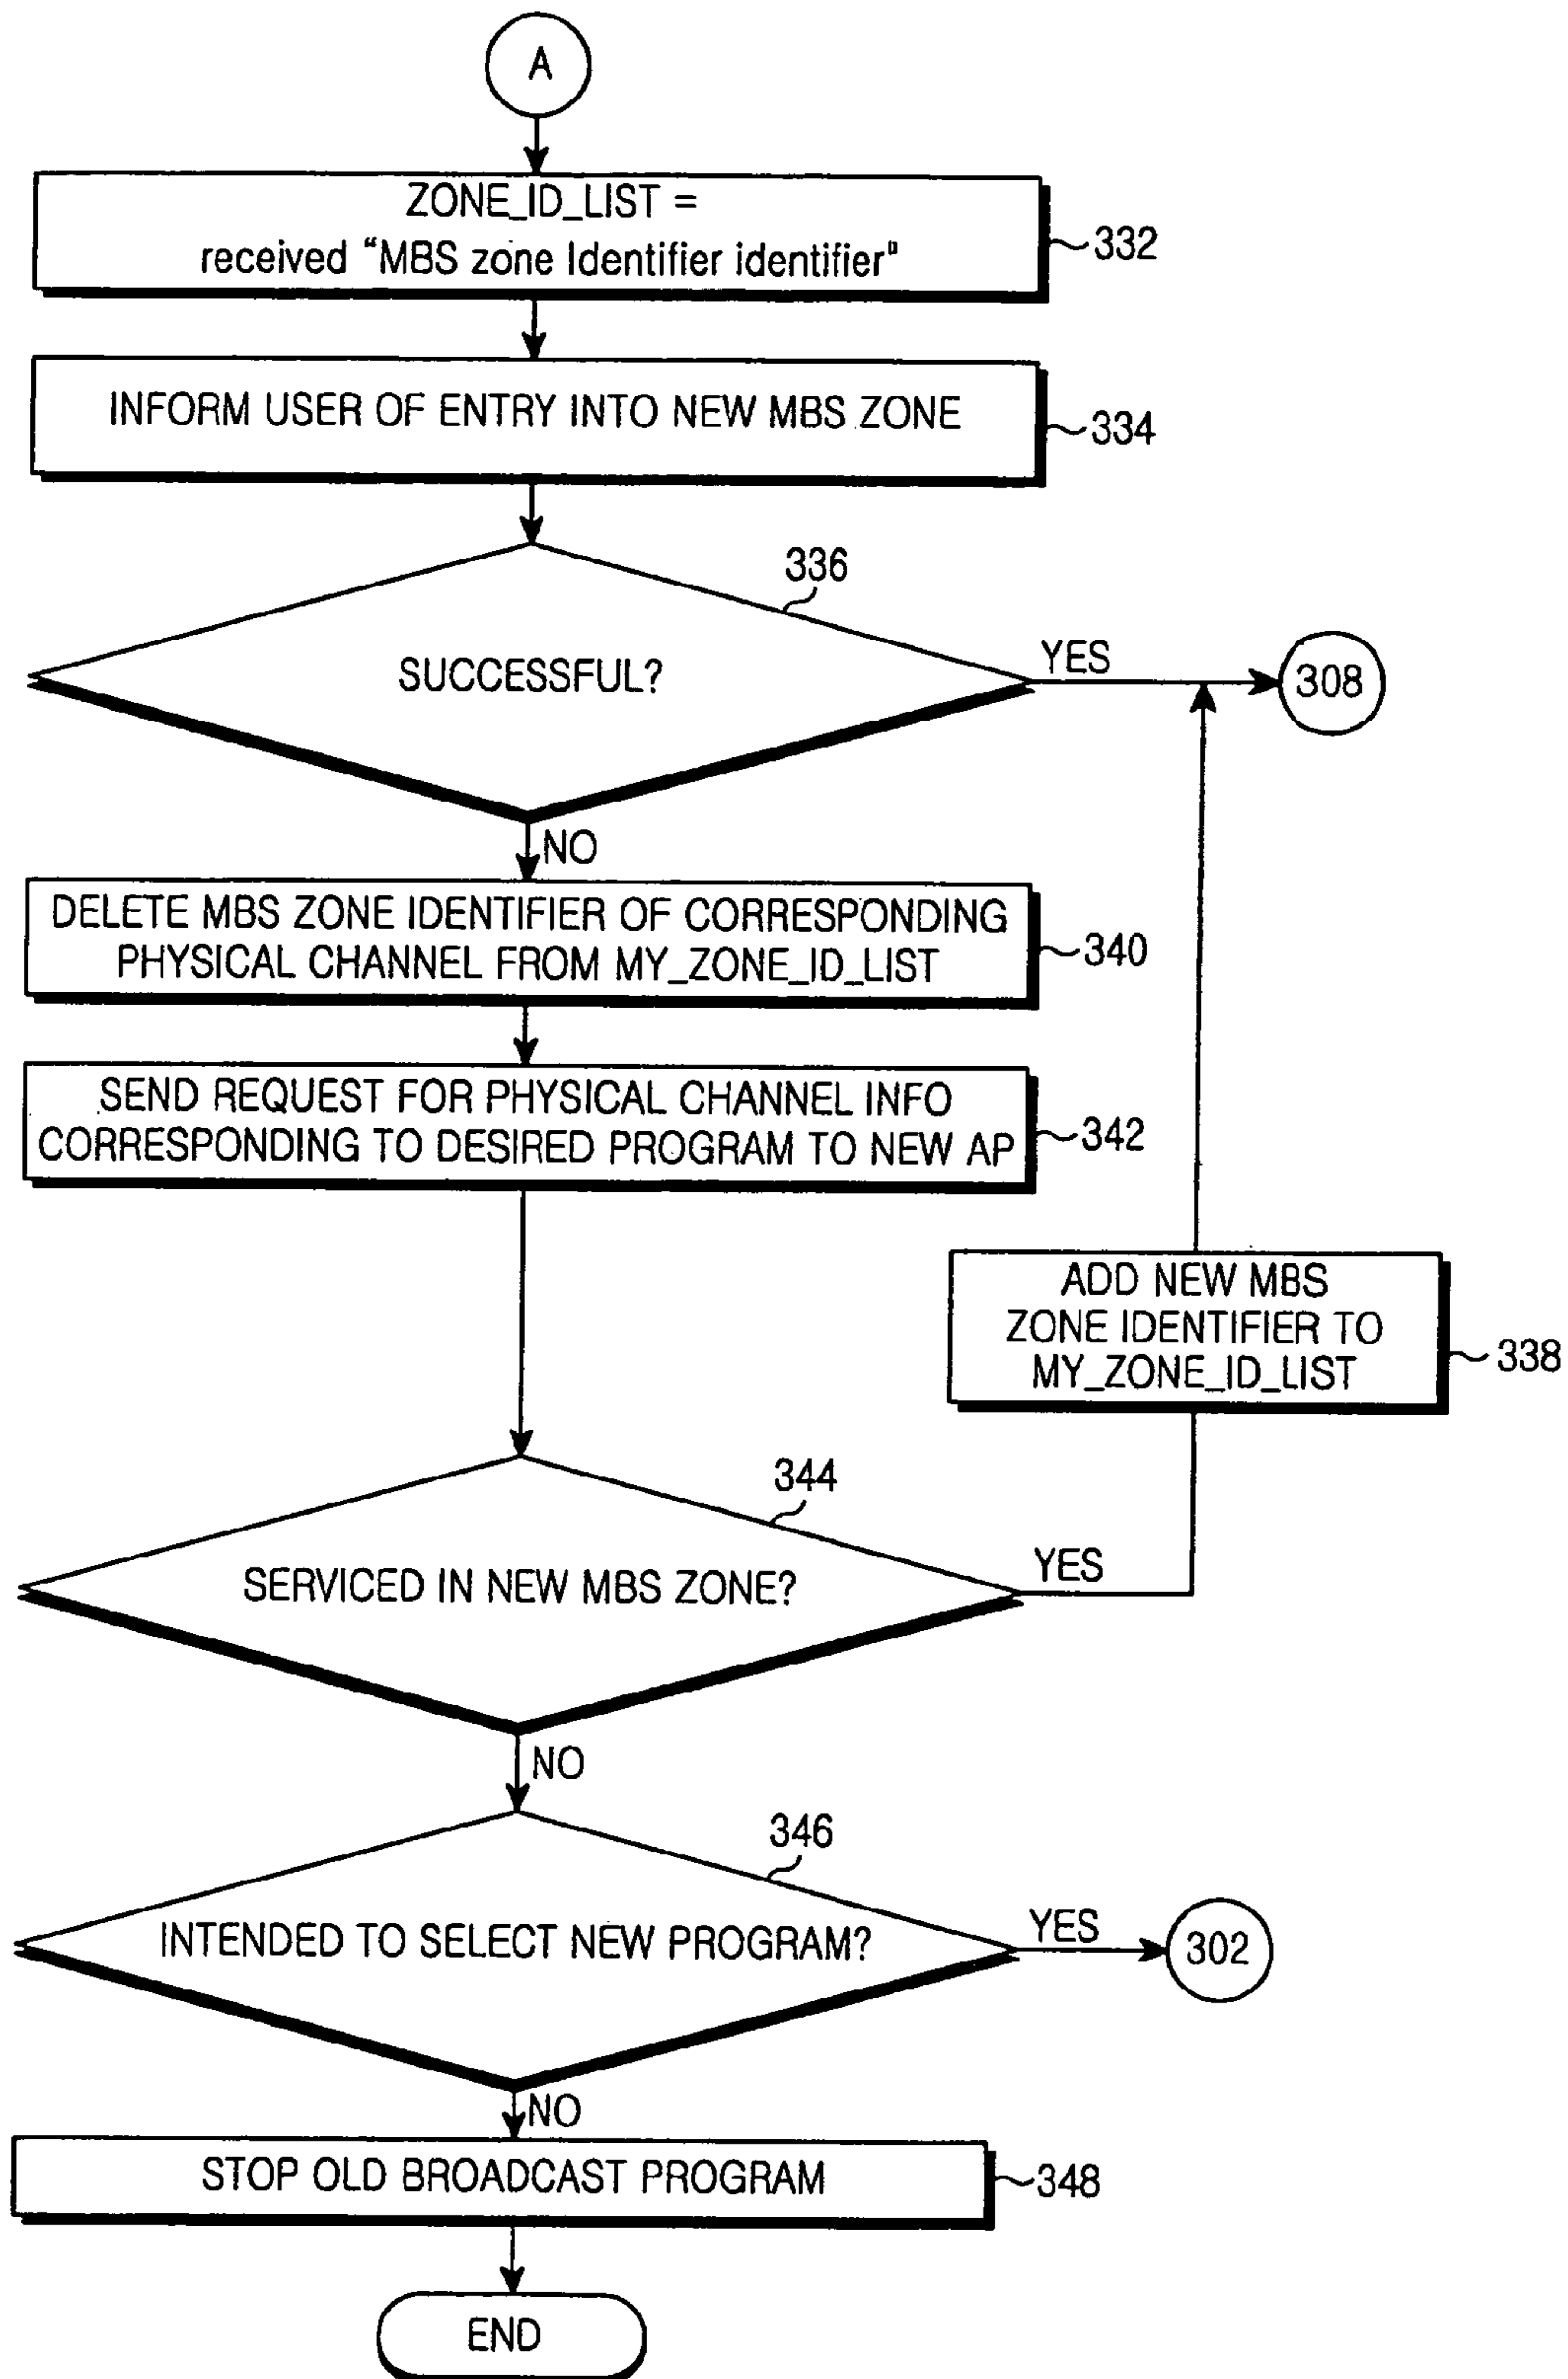 A
ZONE_ID_LIST =
received “MBS zone Identifier identifier”
332
INFORM USER OF ENTRY INTO NEW MBS ZONE
334
336
SUCCESSFUL?
YES
308
NO
DELETE MBS ZONE IDENTIFIER OF CORRESPONDING
PHYSICAL CHANNEL FROM MY_ZONE_ID_LIST
340
SEND REQUEST FOR PHYSICAL CHANNEL INFO
CORRESPONDING TO DESIRED PROGRAM TO NEW AP
342
ADD NEW MBS
ZONE IDENTIFIER TO
MY_ZONE_ID_LIST
338
344
SERVICED IN NEW MBS ZONE?
YES
NO
346
INTENDED TO SELECT NEW PROGRAM?
YES
302
NO
STOP OLD BROADCAST PROGRAM
348
END